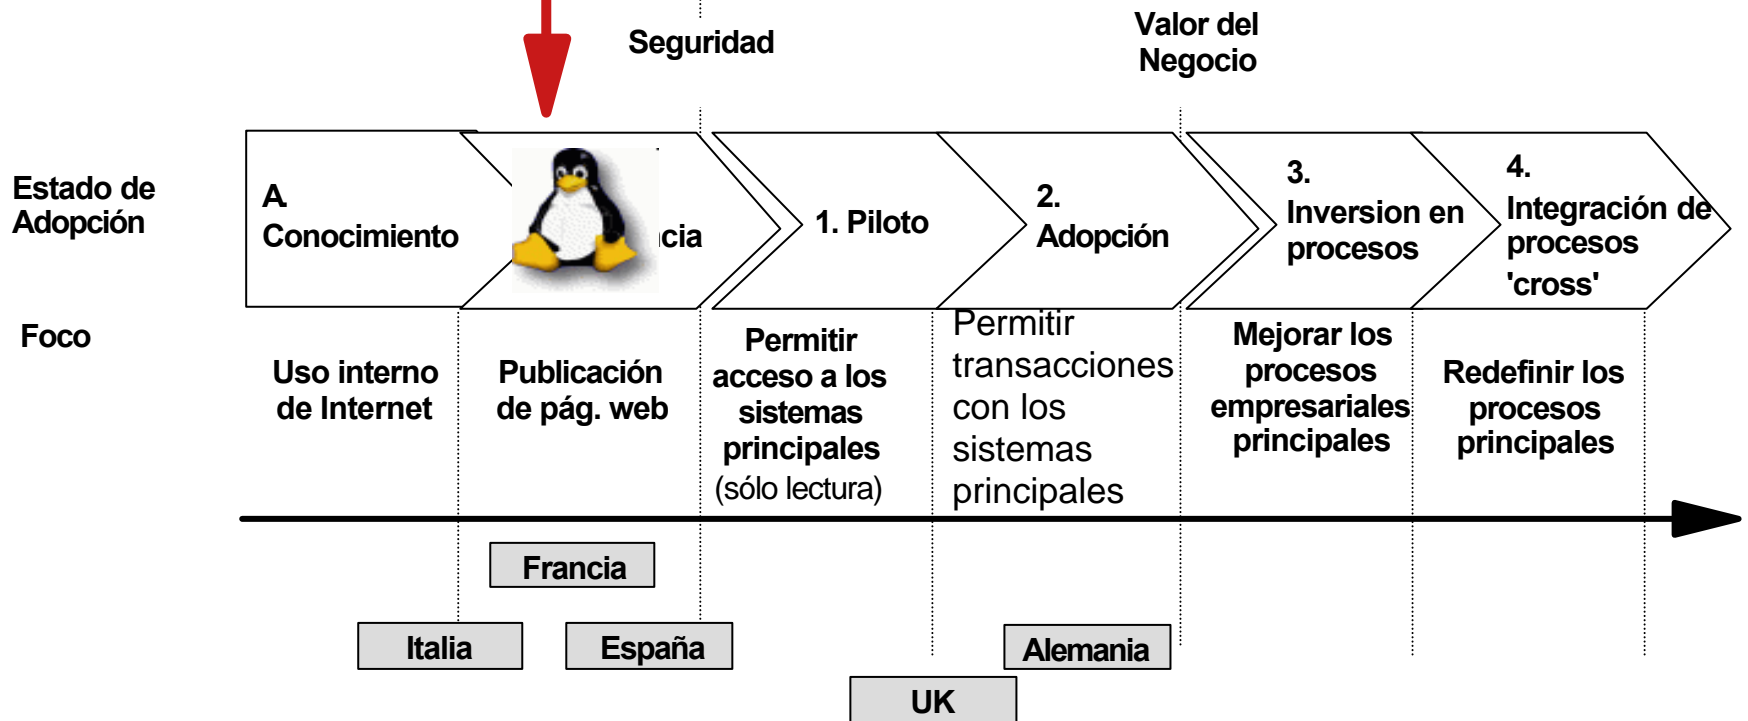 Seguridad
Valor del
Negocio
Estado de
Adopción
A.
Conocimiento
1. Piloto
2.
Adopción
3.
Inversion en
procesos
4.
Integración de
procesos
'cross'
Foco
Uso interno
de Internet
Publicación
de pág. web
Permitir
acceso a los
sistemas
principales
(sólo lectura)
Permitir
transacciones
con los
sistemas
principales
Mejorar los
procesos
empresariales
principales
Redefinir los
procesos
principales
Francia
Italia
España
Alemania
UK